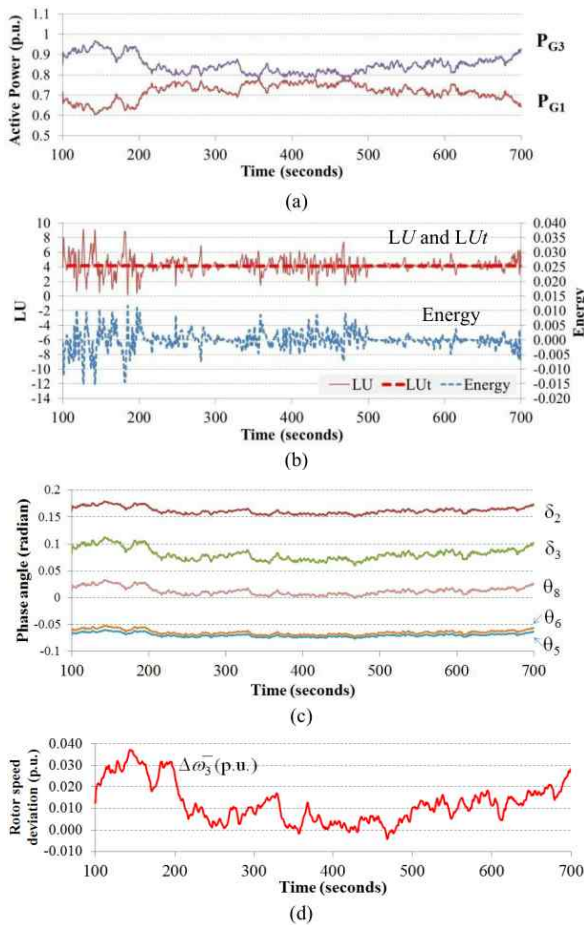 1.1
1
0.9
0.8
0.7
0.6
0.5
Active Power (p.u.)
P_G3
P_G1
100 200 300 400 500 600 700
Time (seconds)
(a)
10
8
6
4
2
0
-2
-4
-6
-8
-10
-12
-14
LU
LU and LUt
Energy
LU LUt Energy
0.040
0.035
0.030
0.025
0.020
0.015
0.010
0.005
0.000
-0.005
-0.010
-0.015
-0.020
Energy
100 200 300 400 500 600 700
Time (seconds)
(b)
0.2
0.15
0.1
0.05
0
-0.05
-0.1
Phase angle (radian)
δ2
δ3
θ8
θ6
θ5
100 200 300 400 500 600 700
Time (seconds)
(c)
0.040
0.030
0.020
0.010
0.000
-0.010
Rotor speed
deviation (p.u.)
Δω̅3 (p.u.)
100 200 300 400 500 600 700
Time (seconds)
(d)